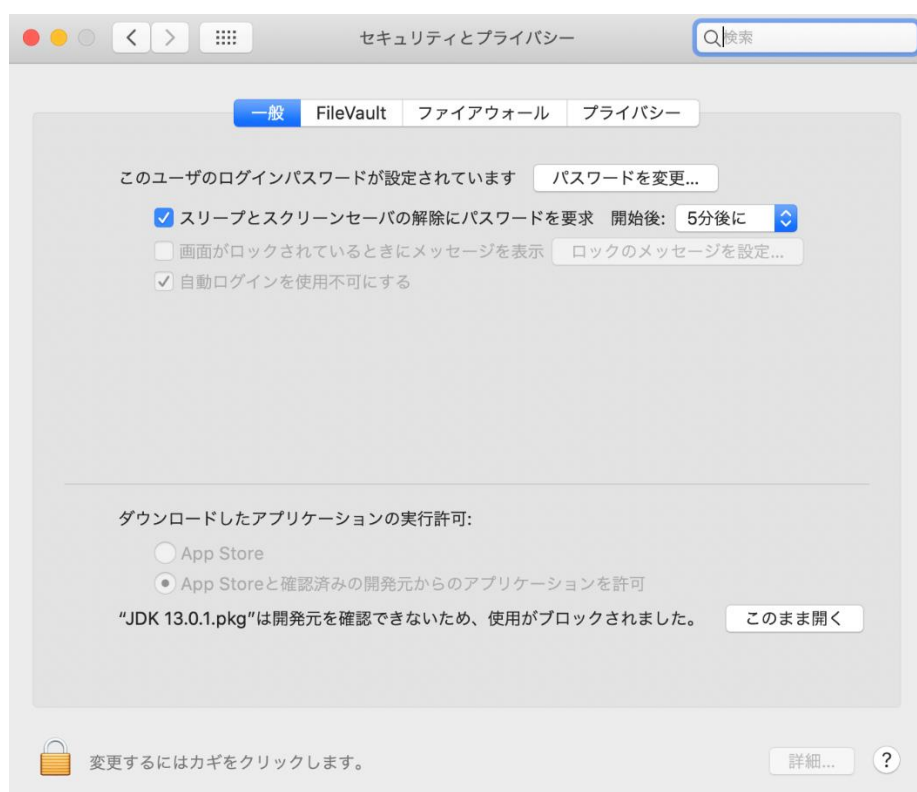 セキュリティとプライバシー
検索
一般 FileVault ファイアウォール プライバシー
このユーザのログインパスワードが設定されています パスワードを変更...
スリープとスクリーンセーバの解除にパスワードを要求 開始後: 5分後に
画面がロックされているときにメッセージを表示 ロックのメッセージを設定...
自動ログインを使用不可にする
ダウンロードしたアプリケーションの実行許可:
App Store
App Storeと確認済みの開発元からのアプリケーションを許可
“JDK 13.0.1.pkg”は開発元を確認できないため、使用がブロックされました。 このまま開く
変更するにはカギをクリックします。 詳細... ?